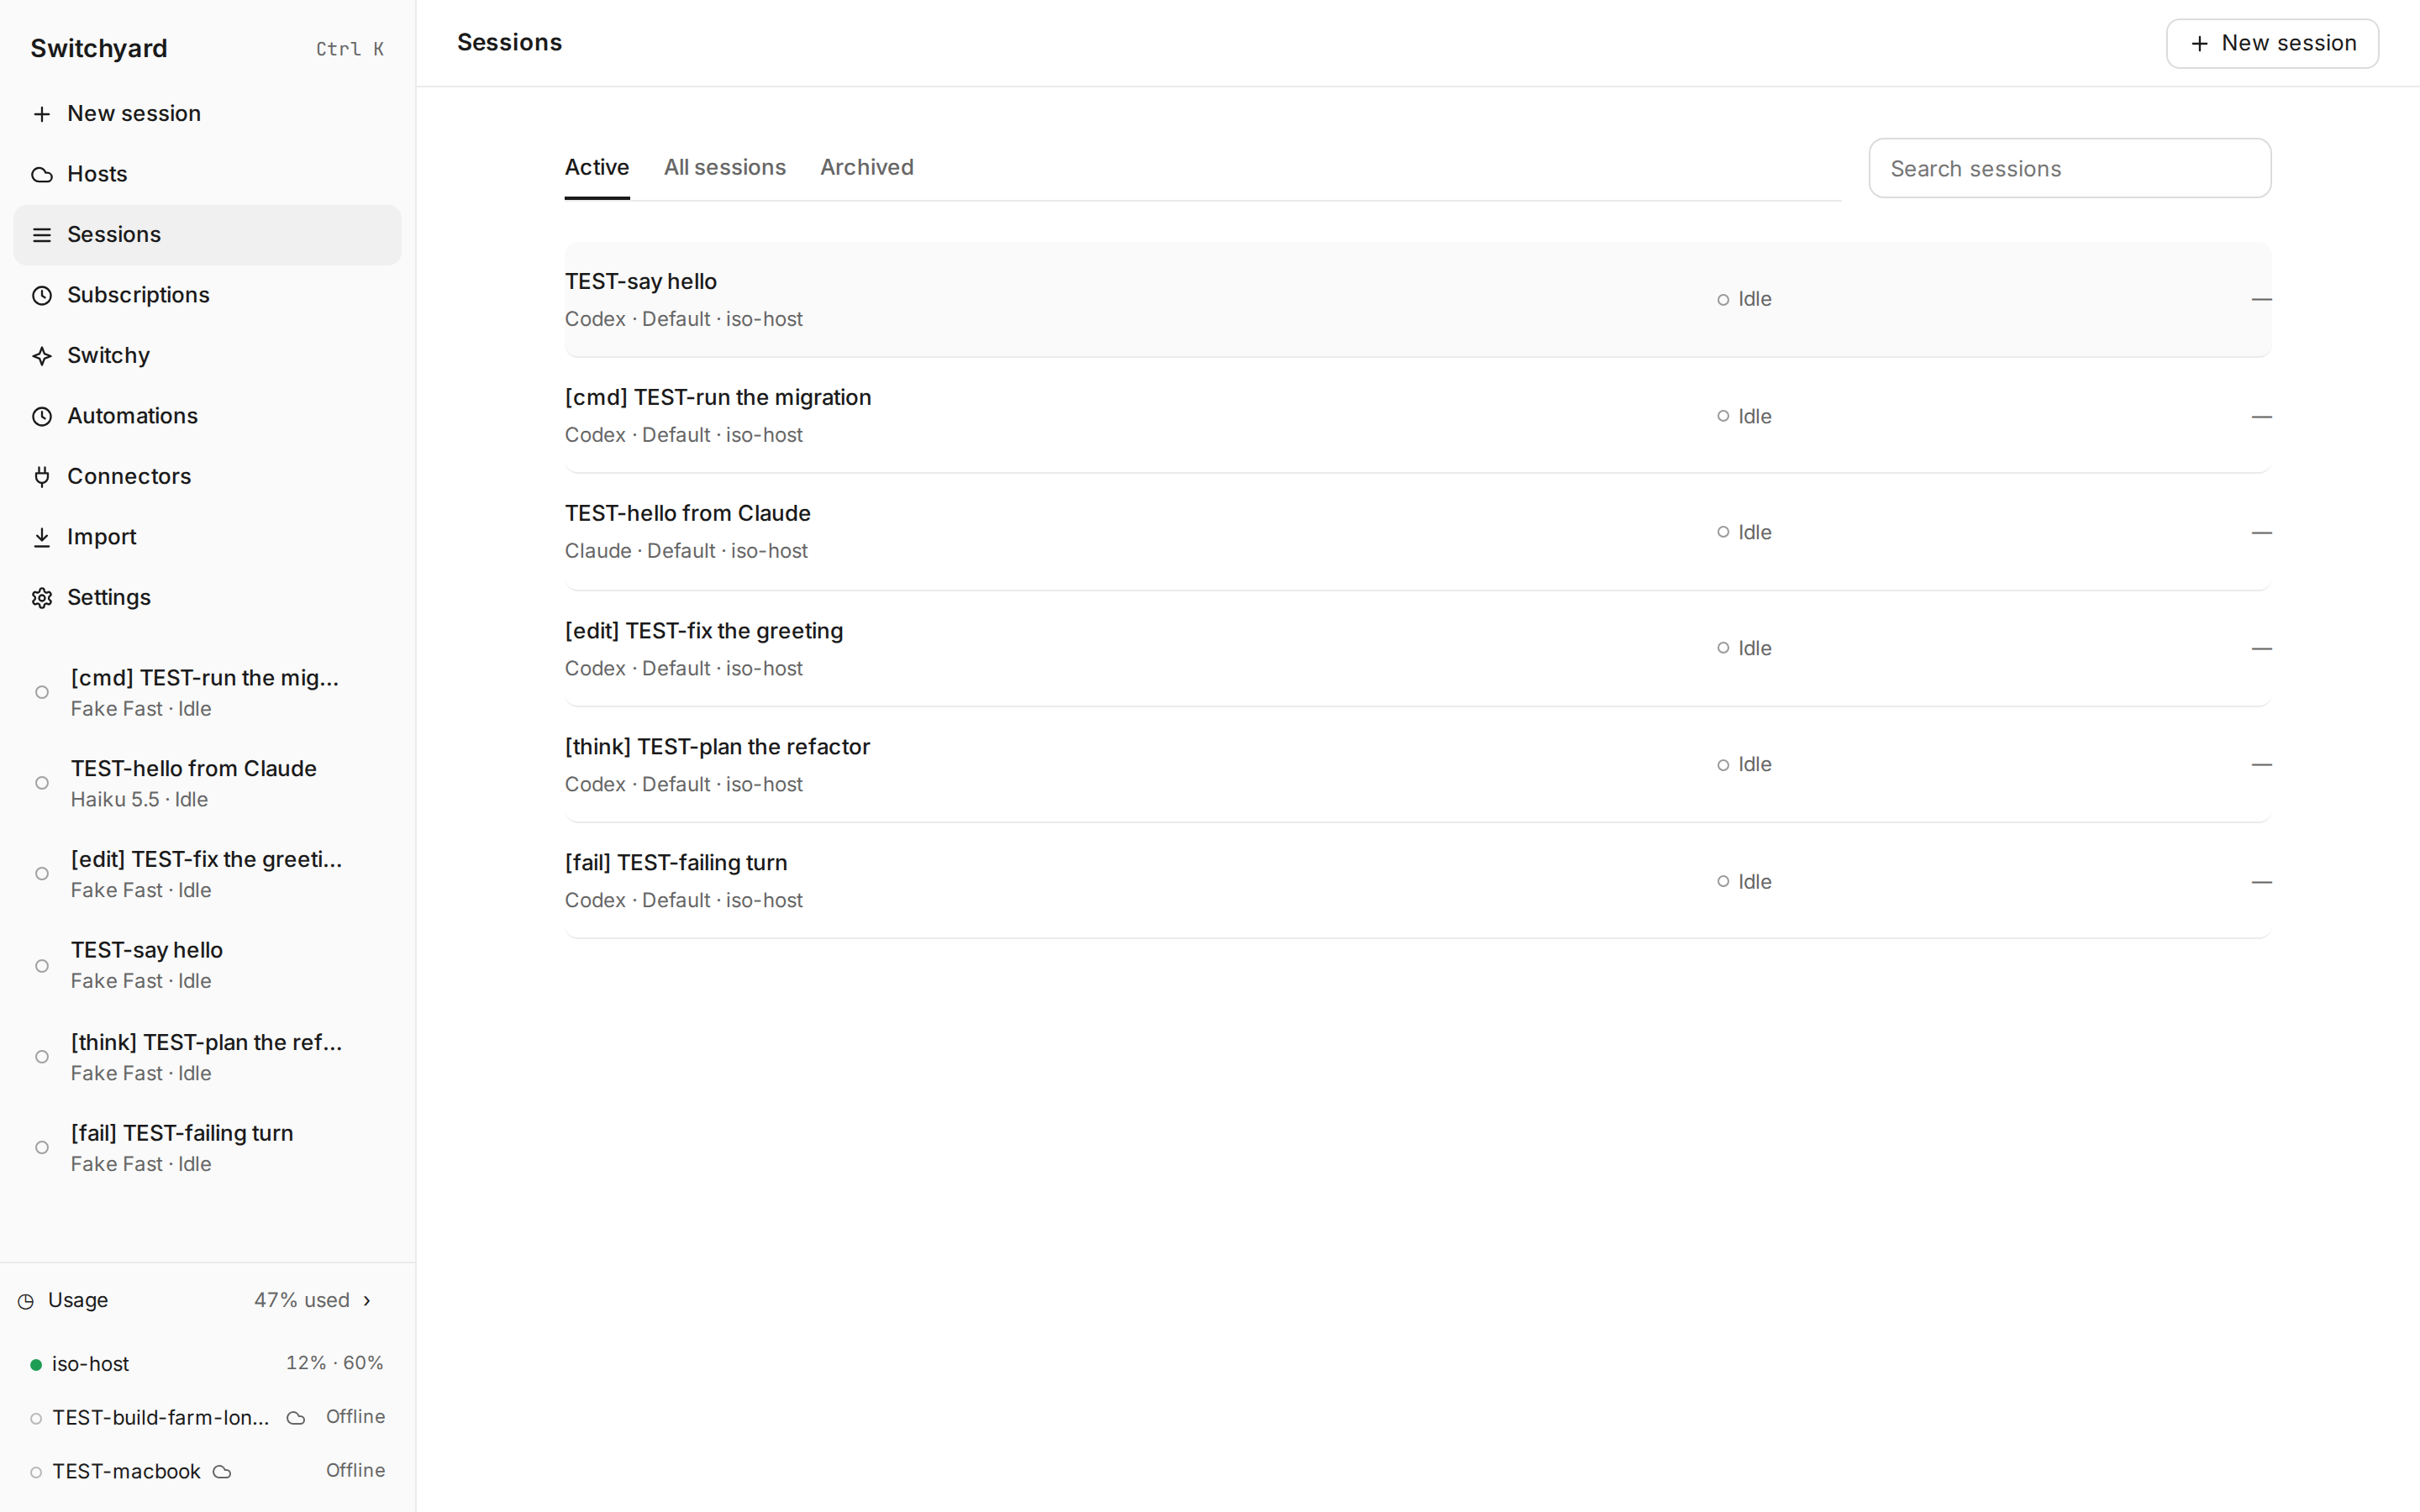 Switchyard
Ctrl K
New session
Hosts
Sessions
Subscriptions
Switchy
Automations
Connectors
Import
Settings
[cmd] TEST-run the mig...
Fake Fast · Idle
TEST-hello from Claude
Haiku 5.5 · Idle
[edit] TEST-fix the greeti...
Fake Fast · Idle
TEST-say hello
Fake Fast · Idle
[think] TEST-plan the ref...
Fake Fast · Idle
[fail] TEST-failing turn
Fake Fast · Idle
Usage 47% used ›
iso-host 12% · 60%
TEST-build-farm-lon... Offline
TEST-macbook Offline
Sessions
New session
Active All sessions Archived
Search sessions
TEST-say hello
Codex · Default · iso-host
Idle —
[cmd] TEST-run the migration
Codex · Default · iso-host
Idle —
TEST-hello from Claude
Claude · Default · iso-host
Idle —
[edit] TEST-fix the greeting
Codex · Default · iso-host
Idle —
[think] TEST-plan the refactor
Codex · Default · iso-host
Idle —
[fail] TEST-failing turn
Codex · Default · iso-host
Idle —